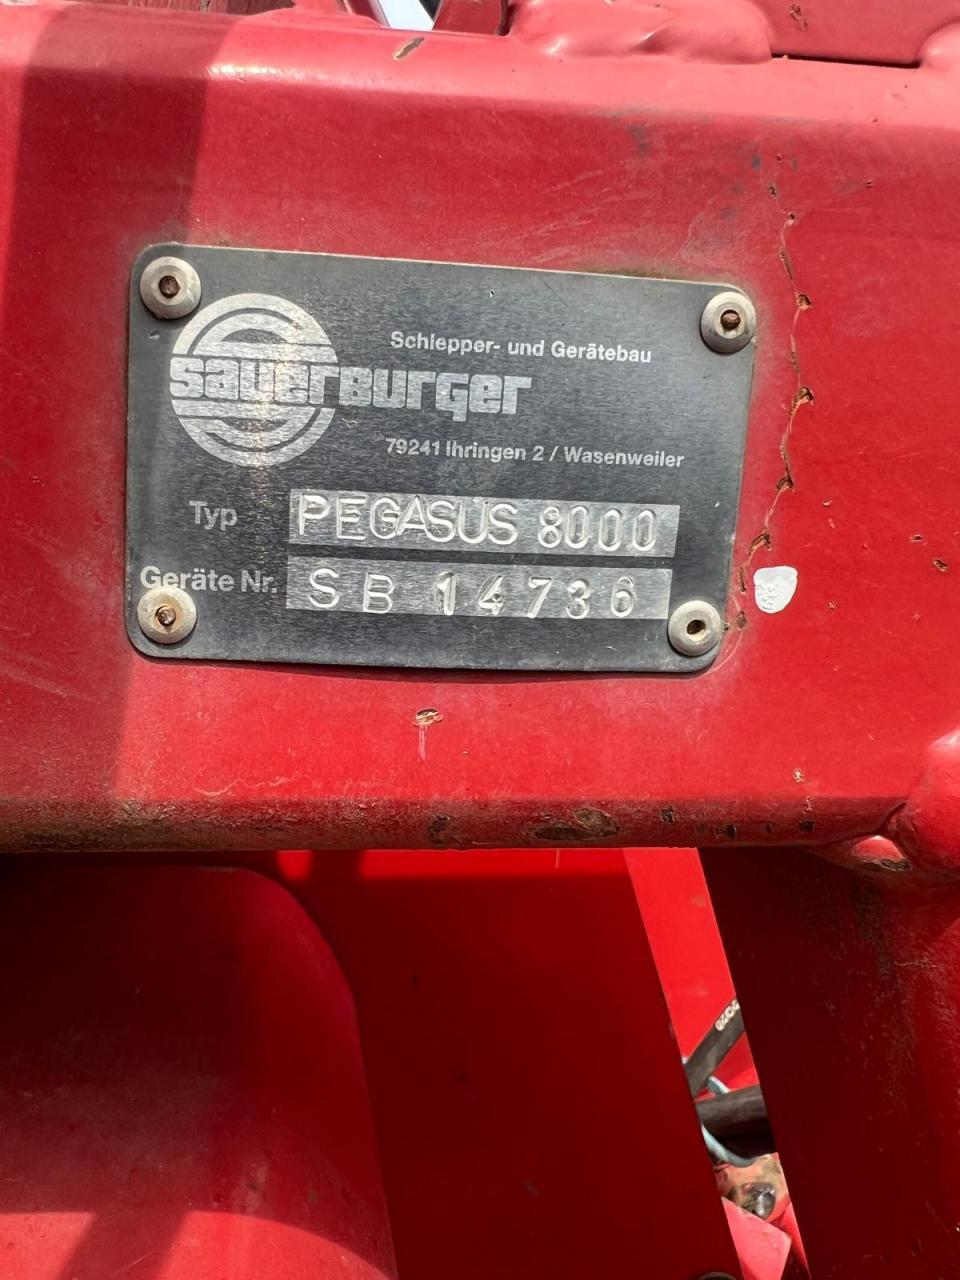 Schlepper- und Gerätebau
sauerburger
79241 Ihringen 2 / Wasenweiler
Typ PEGASUS 8000
Geräte Nr. SB 14736